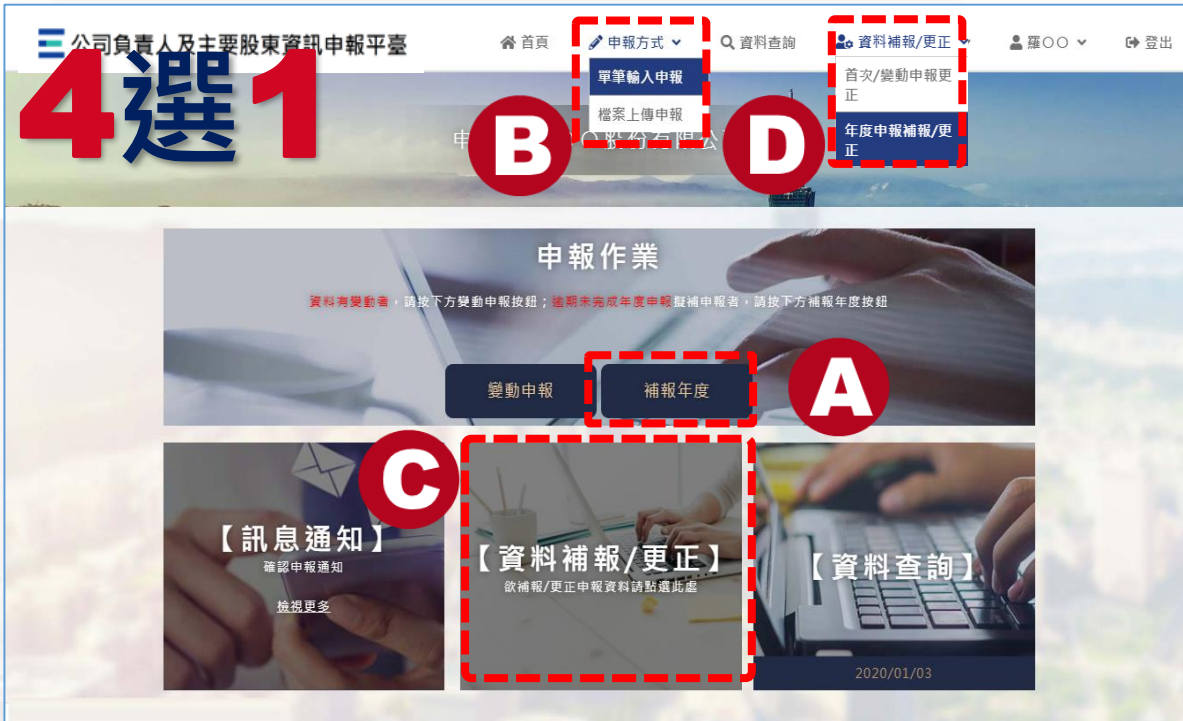 公司負責人及主要股東資訊申報平臺
首頁
申報方式
資料查詢
資料補報/更正
羅○○
登出
4選1
單筆輸入申報
檔案上傳申報
首次/變動申報更
正
年度申報補報/更
正
B
D
申
○股份有限公
申報作業
資料有變動者，請按下方變動申報按鈕；逾期未完成年度申報擬補申報者，請按下方補報年度按鈕
變動申報
補報年度
A
C
【訊息通知】
確認申報通知
檢視更多
【資料補報/更正】
欲補報/更正申報資料請點選此處
【資料查詢】
2020/01/03